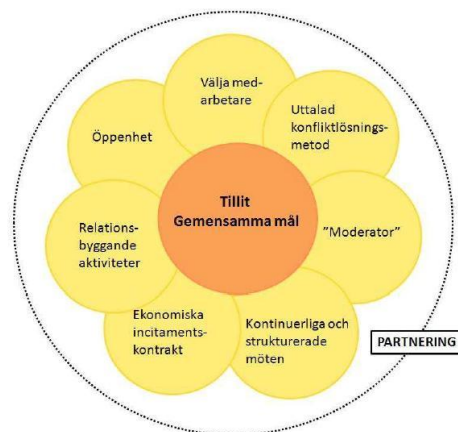 Välja med-
arbetare
Uttalad
konfliktlösnings-
metod
Öppenhet
Tillit
Gemensamma mål
"Moderator"
Relations-
byggande
aktiviteter
Ekonomiska
incitaments-
kontrakt
Kontinuerliga och
strukturerade
möten
PARTNERING